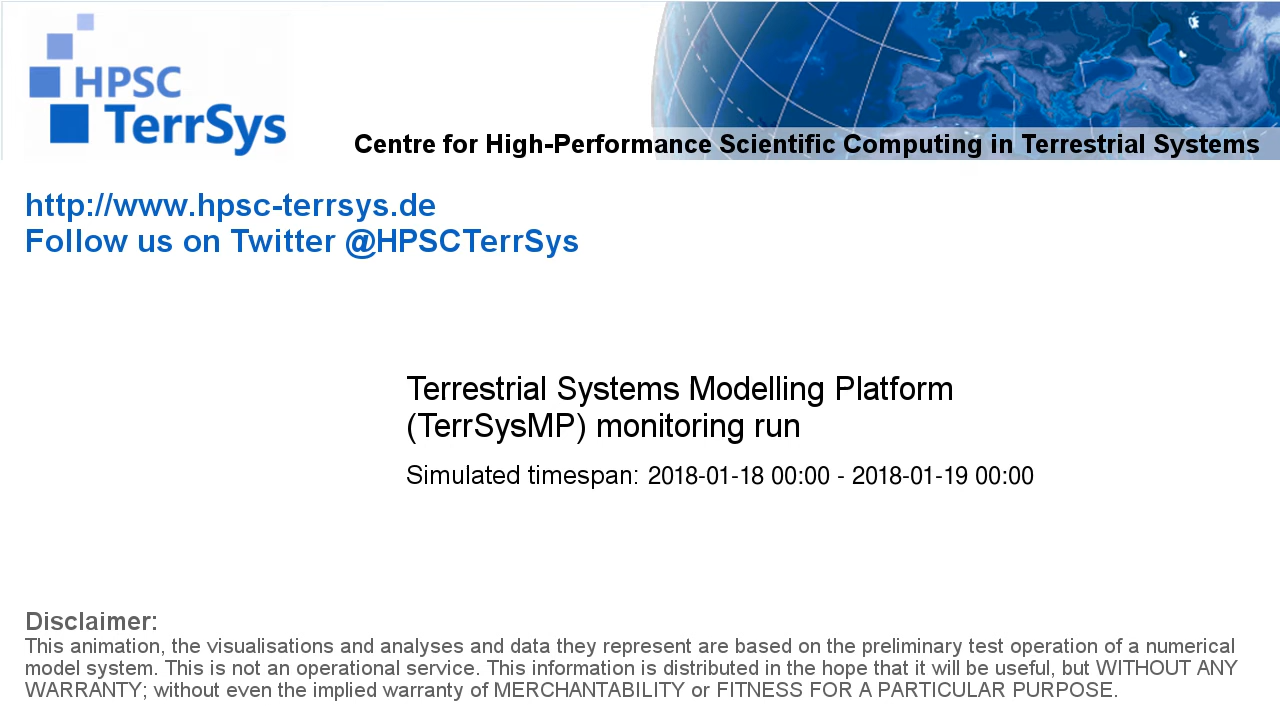 HPSC
TerrSys
Centre for High-Performance Scientific Computing in Terrestrial Systems
http://www.hpsc-terrsys.de
Follow us on Twitter @HPSCTerrSys
Terrestrial Systems Modelling Platform
(TerrSysMP) monitoring run
Simulated timespan: 2018-01-18 00:00 - 2018-01-19 00:00
Disclaimer:
This animation, the visualisations and analyses and data they represent are based on the preliminary test operation of a numerical
model system. This is not an operational service. This information is distributed in the hope that it will be useful, but WITHOUT ANY
WARRANTY; without even the implied warranty of MERCHANTABILITY or FITNESS FOR A PARTICULAR PURPOSE.